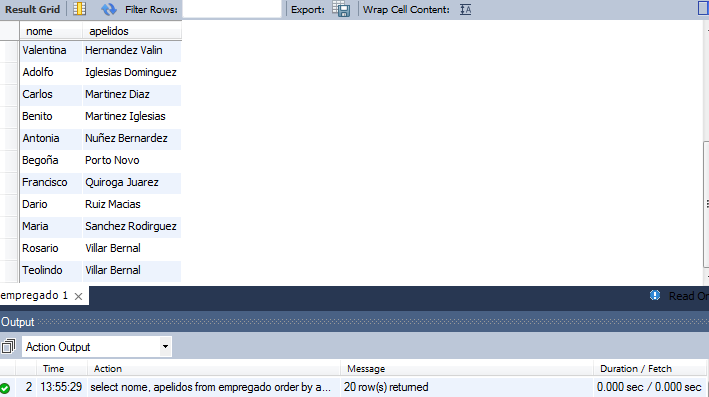 Result Grid Filter Rows: Export: Wrap Cell Content:
nome apelidos
Valentina Hernandez Valin
Adolfo Iglesias Dominguez
Carlos Martinez Diaz
Benito Martinez Iglesias
Antonia Nuñez Bernardez
Begoña Porto Novo
Francisco Quiroga Juarez
Dario Ruiz Macias
Maria Sanchez Rodirguez
Rosario Villar Bernal
Teolindo Villar Bernal
empregado 1 Read On
Output
Action Output
Time Action Message Duration / Fetch
2 13:55:29 select nome, apelidos from empregado order by a... 20 row(s) returned 0.000 sec / 0.000 sec